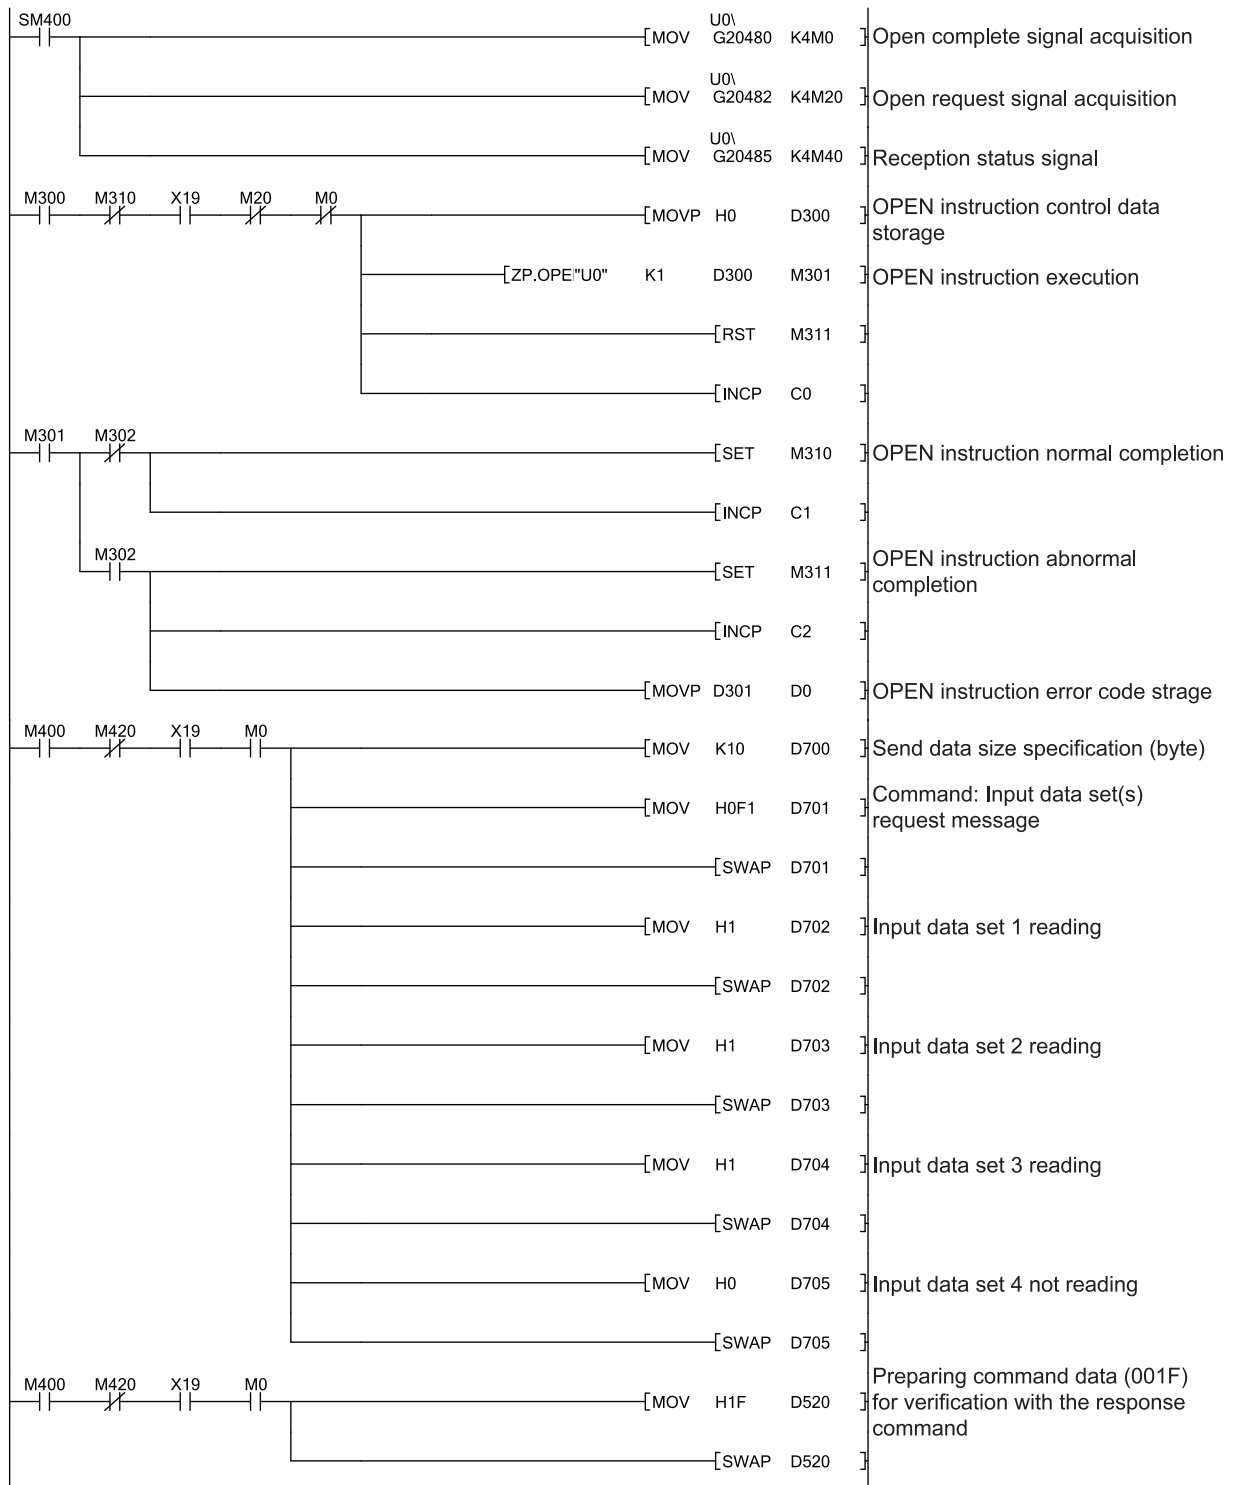 SM400
U0\
MOV G20480 K4M0 Open complete signal acquisition
U0\
MOV G20482 K4M20 Open request signal acquisition
U0\
MOV G20485 K4M40 Reception status signal
M300 M310 X19 M20 M0
MOVP H0 D300 OPEN instruction control data
storage
ZP.OPE "U0" K1 D300 M301 OPEN instruction execution
RST M311
INCP C0
M301 M302
SET M310 OPEN instruction normal completion
INCP C1
M302
SET M311 OPEN instruction abnormal
completion
INCP C2
MOVP D301 D0 OPEN instruction error code strage
M400 M420 X19 M0
MOV K10 D700 Send data size specification (byte)
MOV H0F1 D701 Command: Input data set(s)
request message
SWAP D701
MOV H1 D702 Input data set 1 reading
SWAP D702
MOV H1 D703 Input data set 2 reading
SWAP D703
MOV H1 D704 Input data set 3 reading
SWAP D704
MOV H0 D705 Input data set 4 not reading
SWAP D705
M400 M420 X19 M0
MOV H1F D520 Preparing command data (001F)
for verification with the response
command
SWAP D520